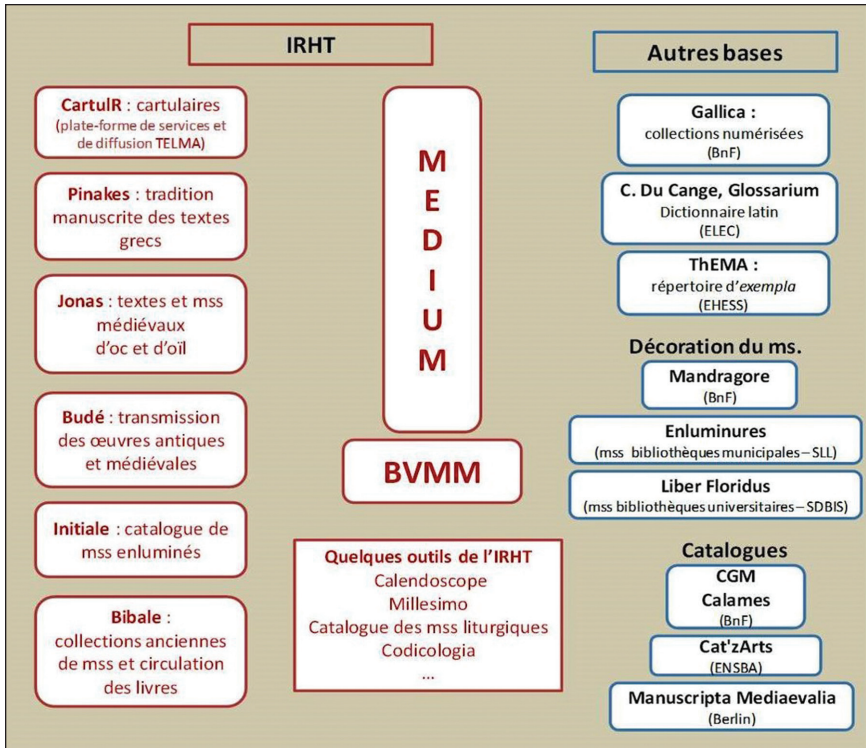 IRHT
CartulR : cartulaires
(plate-forme de services et
de diffusion TELMA)
Pinakes : tradition
manuscrite des textes
grecs
Jonas : textes et mss
médiévaux
d’oc et d’oïl
Budé : transmission
des œuvres antiques
et médiévales
Initiale : catalogue de
mss enluminés
Bibale :
collections anciennes
de mss et circulation
des livres
M
E
D
I
U
M
BVMM
Quelques outils de l’IRHT
Calendoscope
Millesimo
Catalogue des mss liturgiques
Codicologia
...
Autres bases
Gallica :
collections numérisées
(BnF)
C. Du Cange, Glossarium
Dictionnaire latin
(ELEC)
ThEMA :
répertoire d’exempla
(EHESS)
Décoration du ms.
Mandragore
(BnF)
Enluminures
(mss bibliothèques municipales – SLL)
Liber Floridus
(mss bibliothèques universitaires – SDBIS)
Catalogues
CGM
Calames
(BnF)
Cat'zArts
(ENSBA)
Manuscripta Mediaevalia
(Berlin)